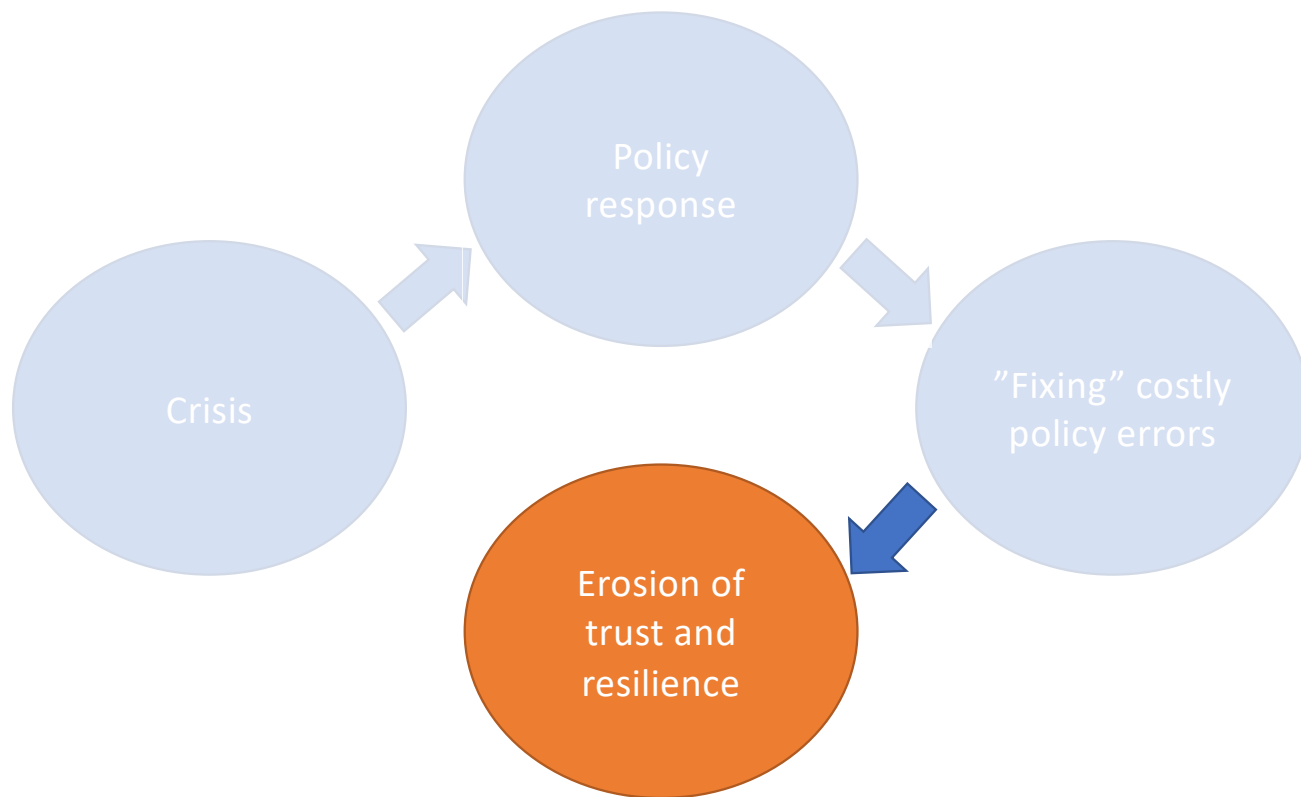 Policy
response
Crisis
”Fixing” costly
policy errors
Erosion of
trust and
resilience